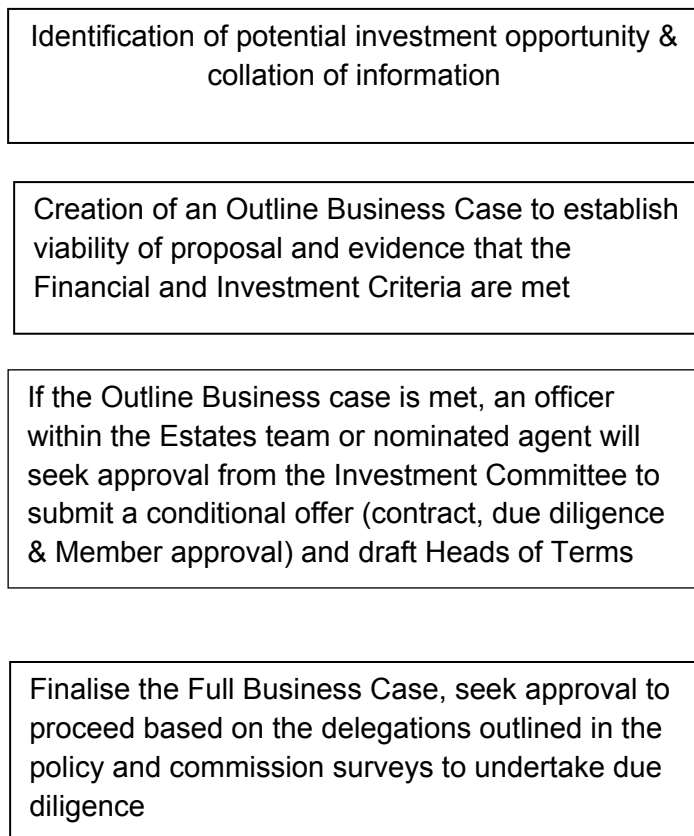 Identification of potential investment opportunity &
collation of information
Creation of an Outline Business Case to establish
viability of proposal and evidence that the
Financial and Investment Criteria are met
If the Outline Business case is met, an officer
within the Estates team or nominated agent will
seek approval from the Investment Committee to
submit a conditional offer (contract, due diligence
& Member approval) and draft Heads of Terms
Finalise the Full Business Case, seek approval to
proceed based on the delegations outlined in the
policy and commission surveys to undertake due
diligence